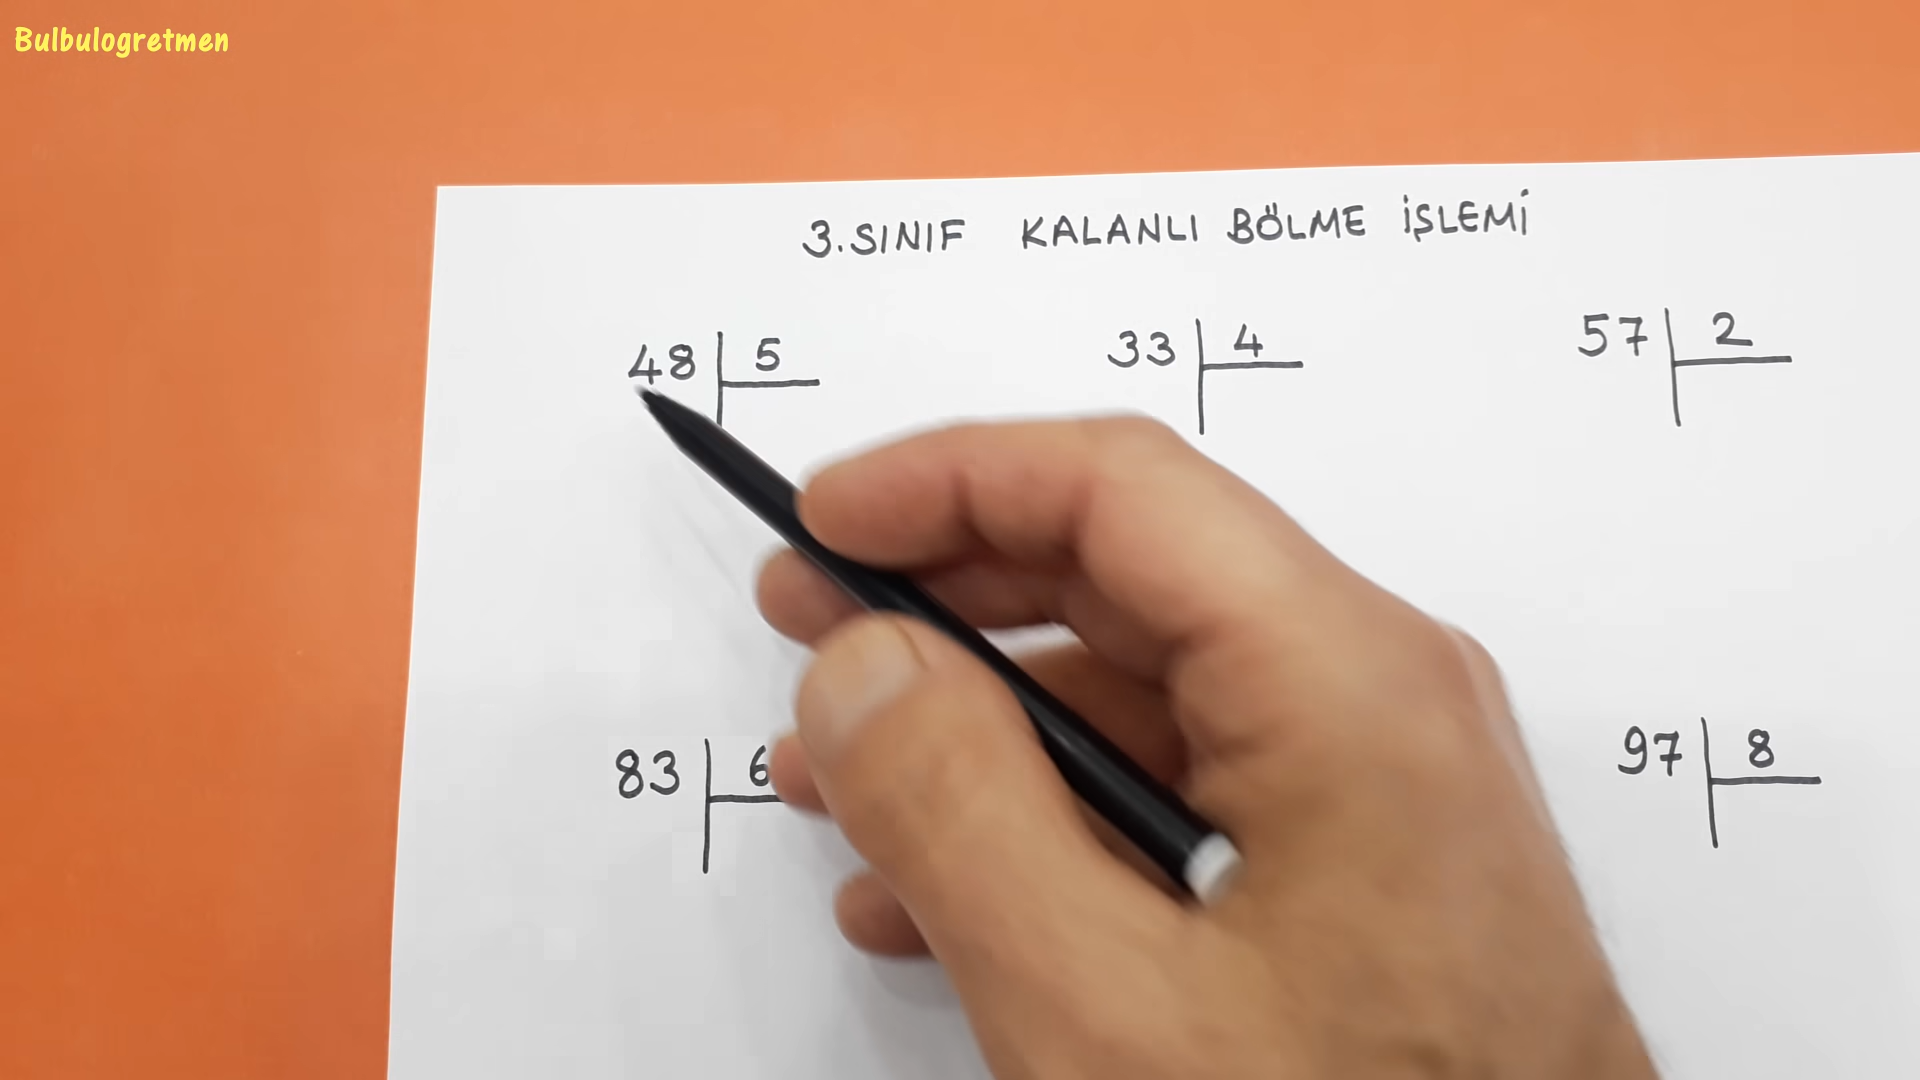 Bulbulogretmen
3.SINIF KALANLI BÖLME İŞLEMİ
48 5
33 4
57 2
83 6
97 8